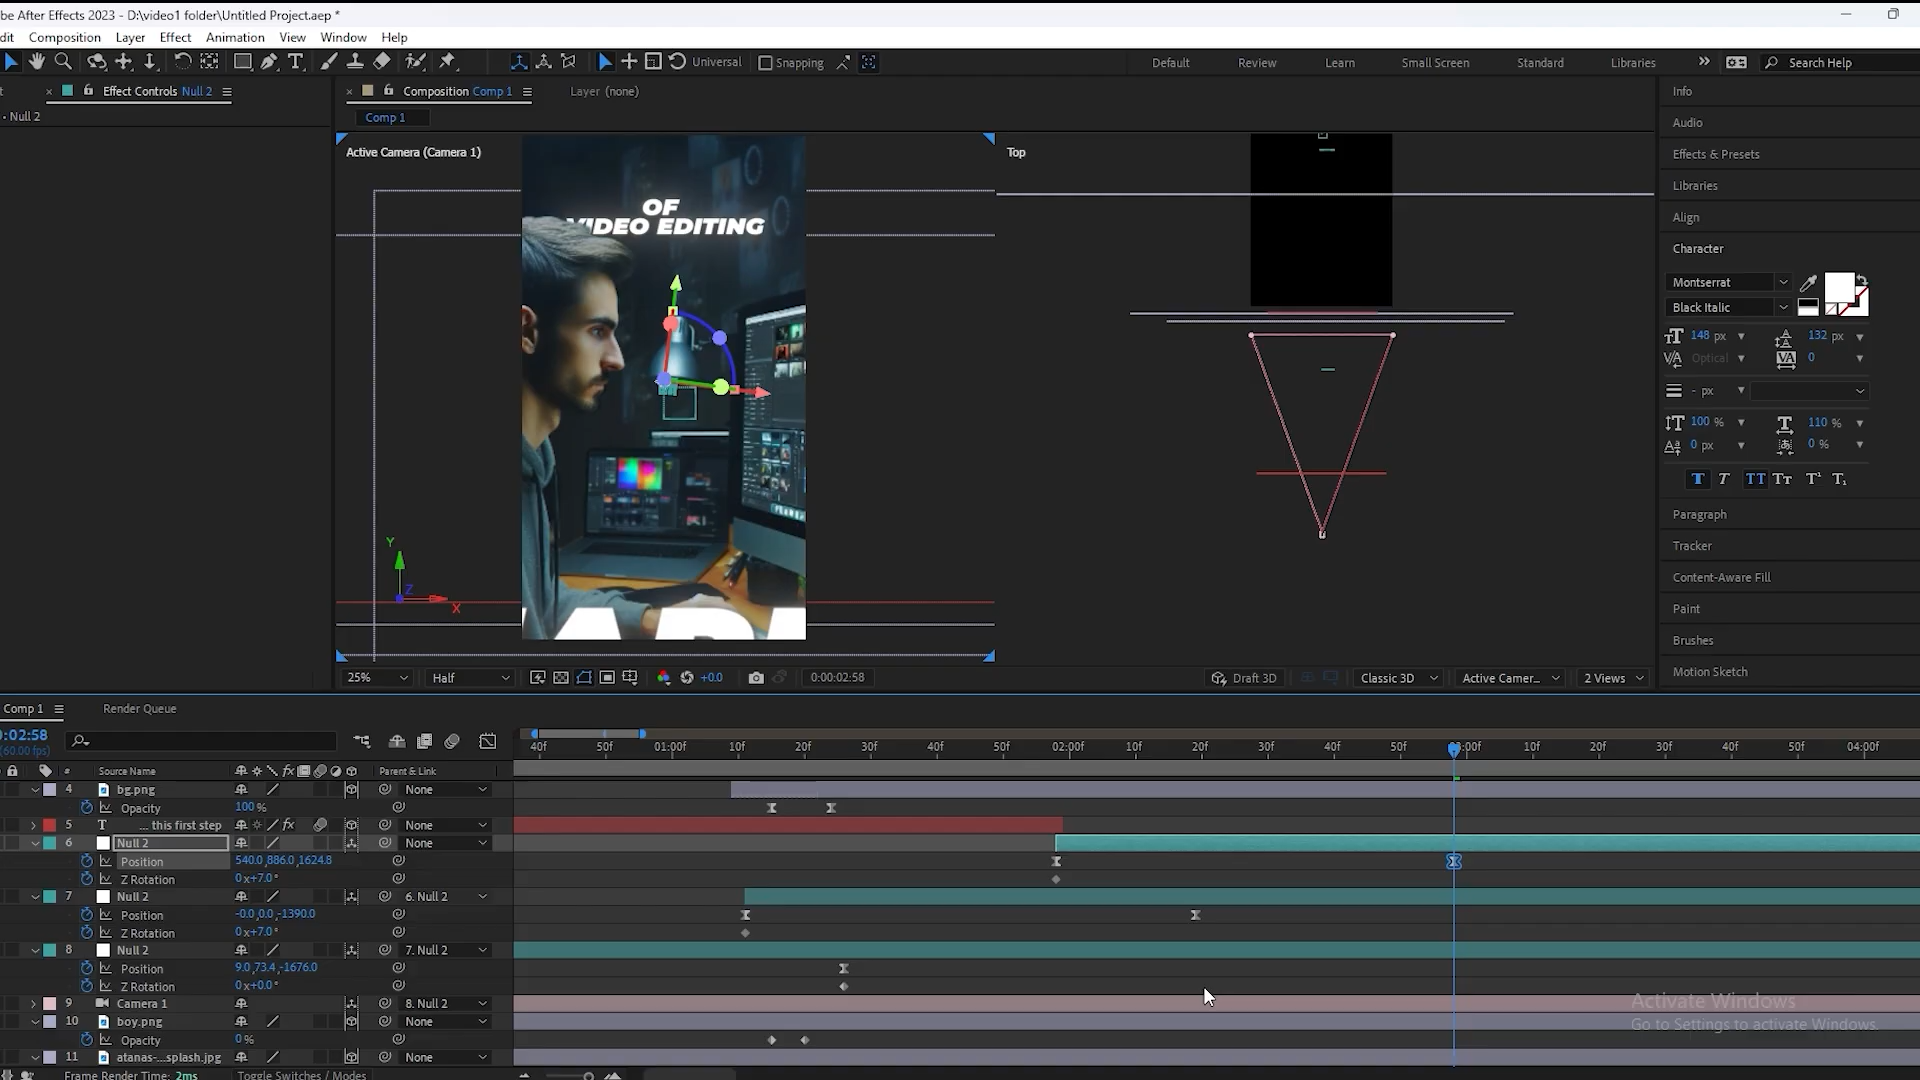 be After Effects 2023 - D:\video1 folder\Untitled Project.aep *
dit Composition Layer Effect Animation View Window Help
Universal Snapping Default Review Learn Small Screen Standard Libraries Search Help
Effect Controls Null 2
Composition Comp 1
Layer (none)
• Null 2
Comp 1
Active Camera (Camera 1)
Top
OF
VIDEO EDITING
Y
Z
X
25% Half +0.0 0:00:02:58 Draft 3D Classic 3D Active Camer... 2 Views
Info
Audio
Effects & Presets
Libraries
Align
Character
Montserrat
Black Italic
148 px 132 px
Optical 0
- px
100 % 110 %
0 px 0 %
T T TT Tr T¹ T₁
Paragraph
Tracker
Content-Aware Fill
Paint
Brushes
Motion Sketch
Comp 1 Render Queue
0:02:58
(60.00 fps)
40f 50f 01:00f 10f 20f 30f 40f 50f 02:00f 10f 20f 30f 40f 50f 03:00f 10f 20f 30f 40f 50f 04:00f
# Source Name fx Parent & Link
4 bg.png None
Opacity 100 %
5 T ... this first step fx None
6 Null 2 None
Position 540.0,886.0,1624.8
Z Rotation 0x+7.0°
7 Null 2 6. Null 2
Position -0.0,0.0,-1390.0
Z Rotation 0x+7.0°
8 Null 2 7. Null 2
Position 9.0,73.4,-1676.0
Z Rotation 0x+0.0°
9 Camera 1 8. Null 2
10 boy.png None
Opacity 0 %
11 atanas-...splash.jpg None
Frame Render Time: 2ms Toggle Switches / Modes
Activate Windows
Go to Settings to activate Windows.